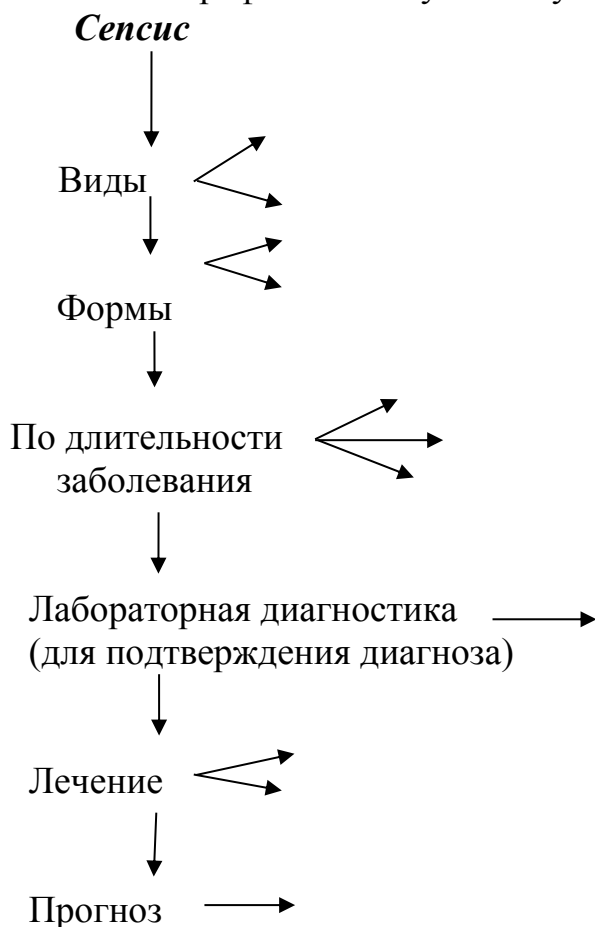 Сепсис
Виды
Формы
По длительности
заболевания
Лабораторная диагностика
(для подтверждения диагноза)
Лечение
Прогноз